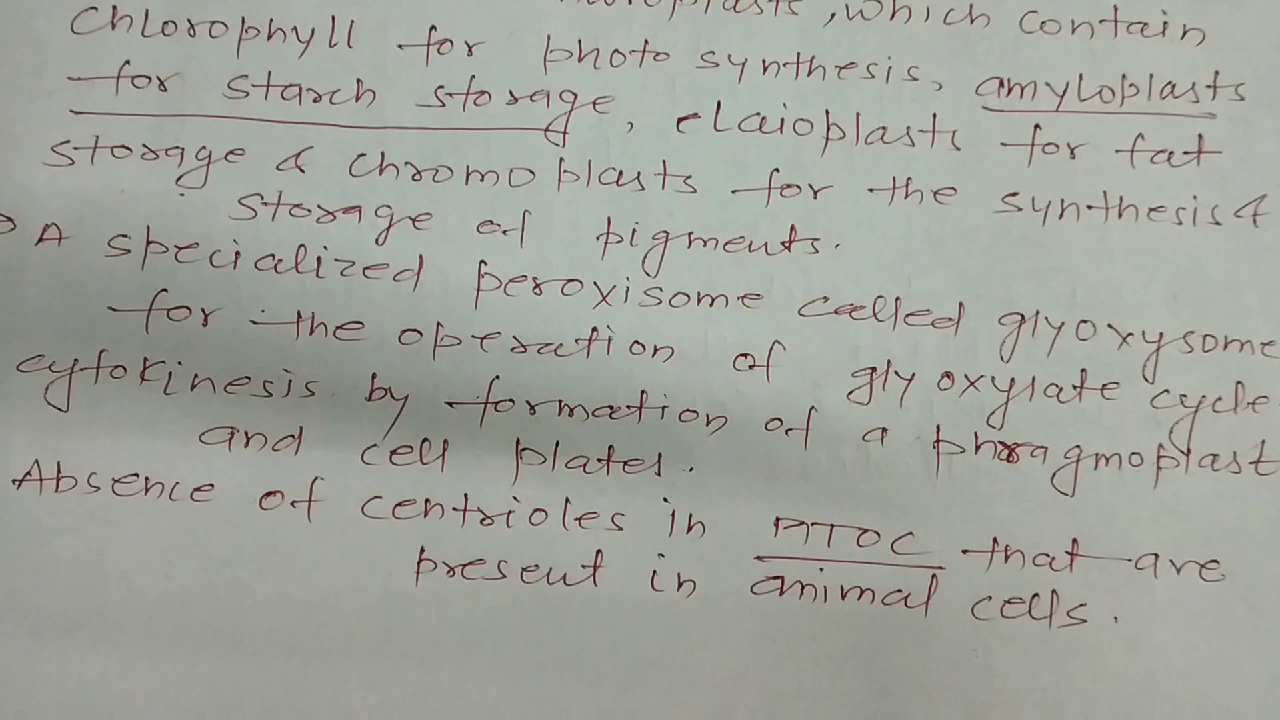 which contain
Chlorophyll for photo synthesis, amyloplasts
for starch storage, elaioplasts for fat
storage & chromoplasts for the synthesis &
storage of pigments.
A specialized peroxisome called glyoxysome
for the operation of glyoxylate cycle
cytokinesis by formation of a phragmoplast
and cell plates.
Absence of centrioles in MTOC that are
present in animal cells.